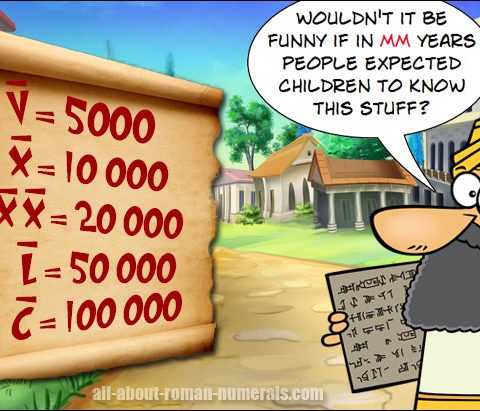 WOULDN'T IT BE
FUNNY IF IN MM YEARS
PEOPLE EXPECTED
CHILDREN TO KNOW
THIS STUFF?
V̅ = 5000
X̅ = 10 000
X̅X̅ = 20 000
L̅ = 50 000
C̅ = 100 000
all-about-roman-numerals.com